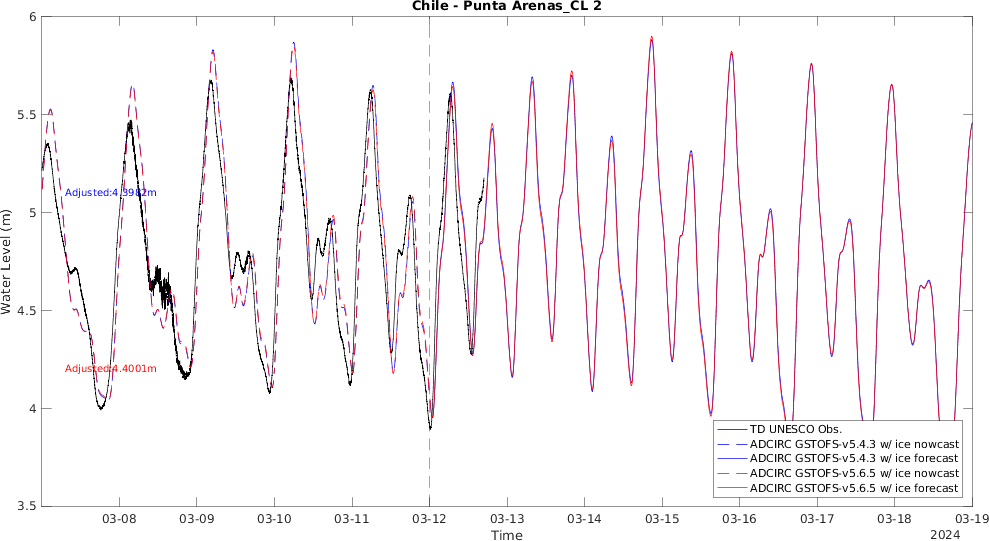 Chile - Punta Arenas_CL 2
6
5.5
5
4.5
4
3.5
Water Level (m)
Adjusted:4.3982m
Adjusted:4.4001m
TD UNESCO Obs.
ADCIRC GSTOFS-v5.4.3 w/ ice nowcast
ADCIRC GSTOFS-v5.4.3 w/ ice forecast
ADCIRC GSTOFS-v5.6.5 w/ ice nowcast
ADCIRC GSTOFS-v5.6.5 w/ ice forecast
03-08 03-09 03-10 03-11 03-12 03-13 03-14 03-15 03-16 03-17 03-18 03-19
Time
2024